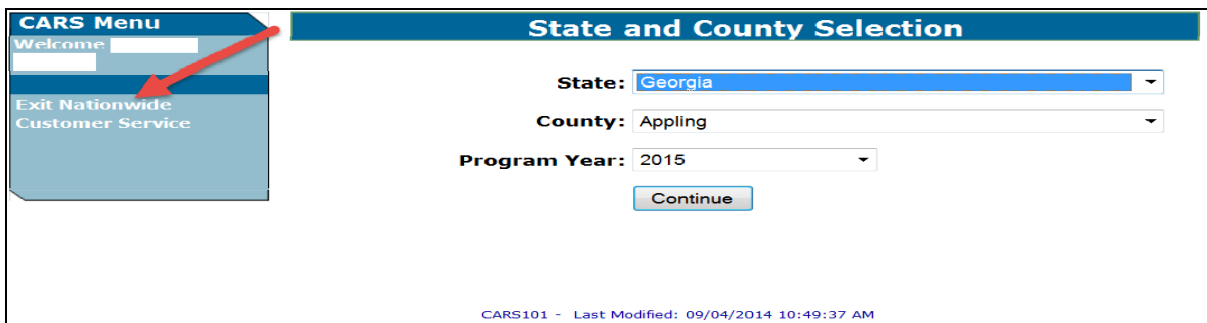 CARS Menu
Welcome
Exit Nationwide
Customer Service
State and County Selection
State: Georgia
County: Appling
Program Year: 2015
Continue
CARS101 - Last Modified: 09/04/2014 10:49:37 AM